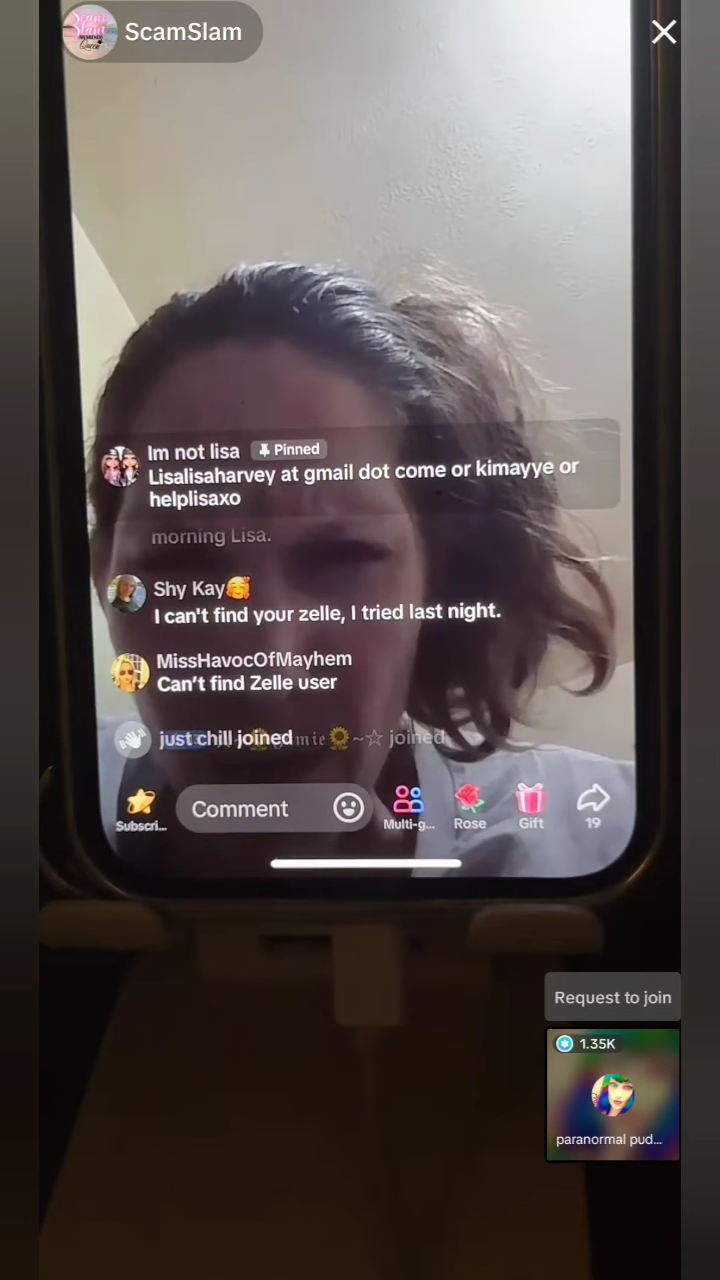 ScamSlam
Im not lisa Pinned
Lisalisaharvey at gmail dot come or kimayye or
helplisaxo
morning Lisa.
Shy Kay🥰
I can't find your zelle, I tried last night.
MissHavocOfMayhem
Can't find Zelle user
just chill joined
joined
Subscri...
Comment
Multi-g...
Rose
Gift
19
Request to join
1.35K
paranormal pud...